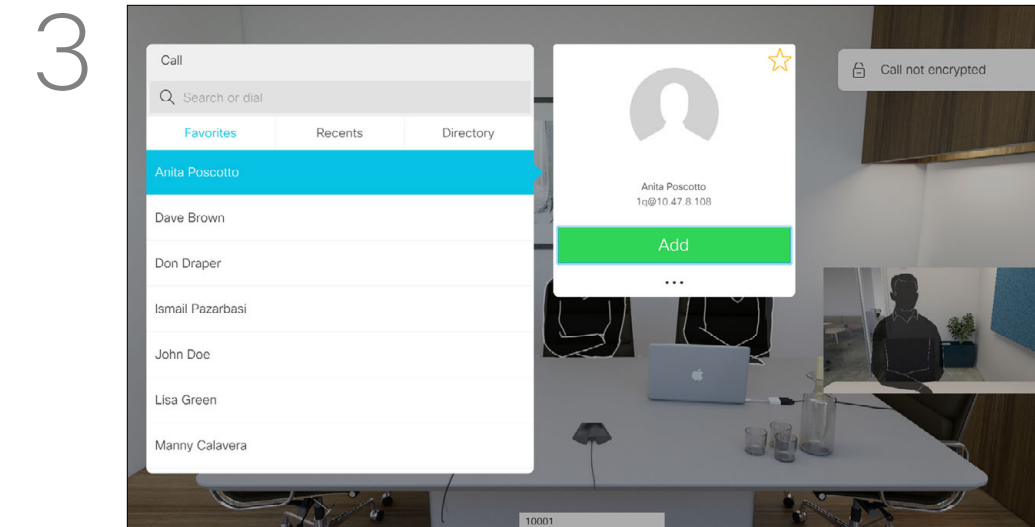 3
Call
Search or dial
Favorites Recents Directory
Anita Poscotto
Dave Brown
Don Draper
Ismail Pazarbasi
John Doe
Lisa Green
Manny Calavera
Anita Poscotto
1q@10.47.8.108
Add
...
Call not encrypted
10001